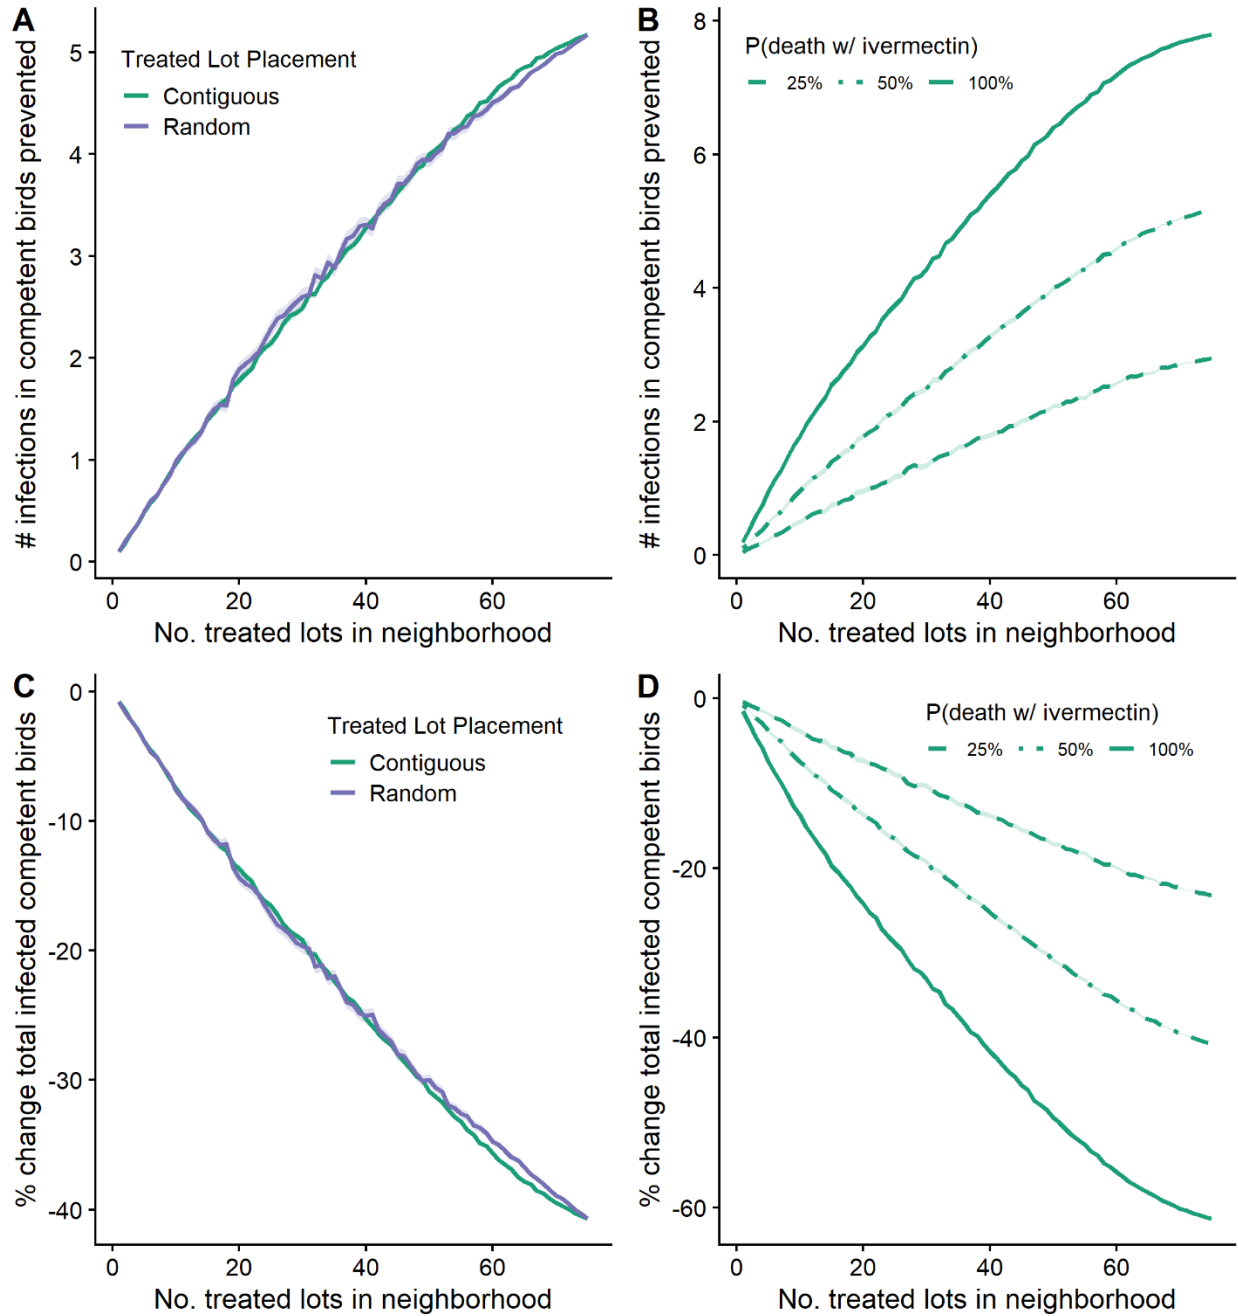 A
# infections in competent birds prevented
5
4
3
2
1
0
Treated Lot Placement
Contiguous
Random
0 20 40 60
No. treated lots in neighborhood
B
# infections in competent birds prevented
8
6
4
2
0
P(death w/ ivermectin)
25% 50% 100%
0 20 40 60
No. treated lots in neighborhood
C
% change total infected competent birds
0
-10
-20
-30
-40
Treated Lot Placement
Contiguous
Random
0 20 40 60
No. treated lots in neighborhood
D
% change total infected competent birds
0
-20
-40
-60
P(death w/ ivermectin)
25% 50% 100%
0 20 40 60
No. treated lots in neighborhood